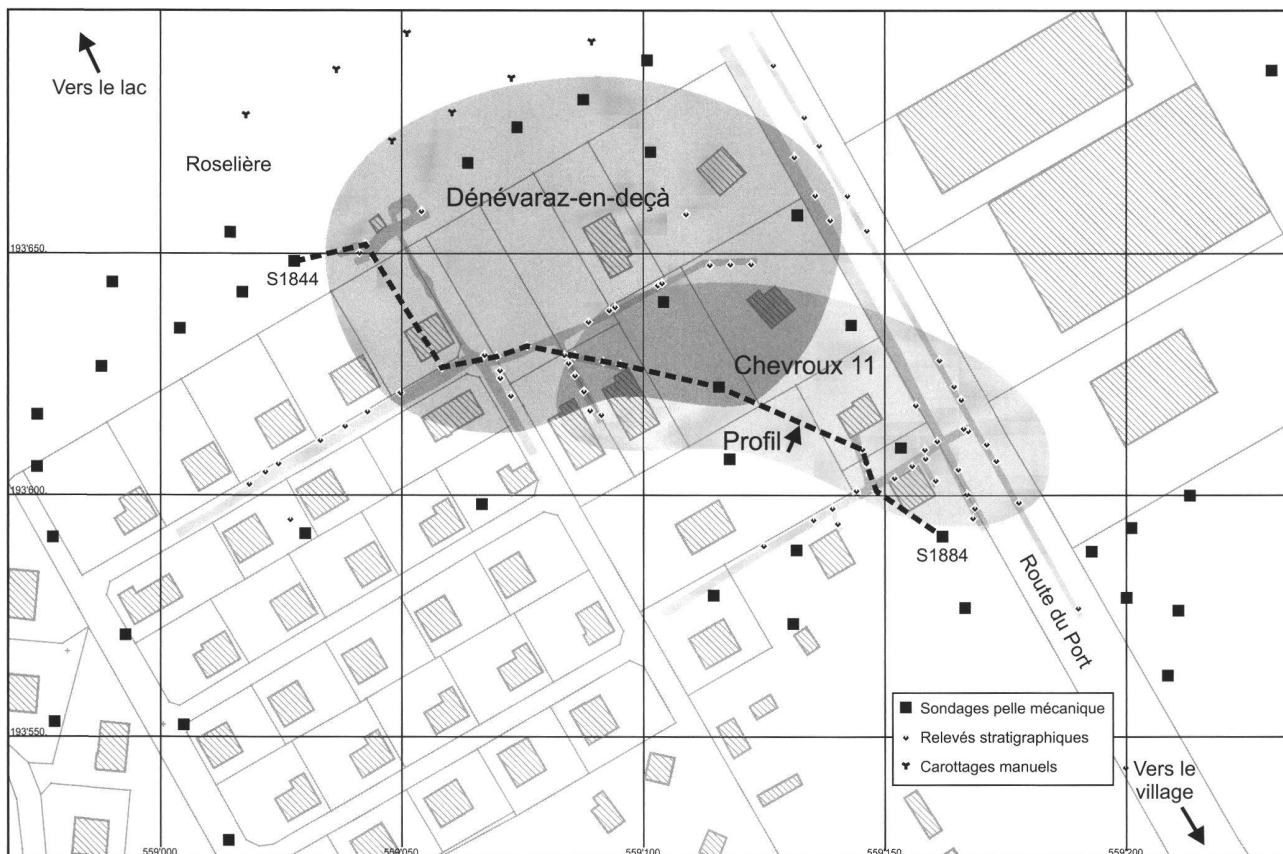 Vers le lac
Roselière
Dénévaraz-en-deçà
193'650.
S1844
Chevroux 11
Profil
193'600.
S1884
Route du Port
Sondages pelle mécanique
Relevés stratigraphiques
Carottages manuels
193'550.
Vers le
village
559'000.
559'050.
559'100.
559'150.
559'200.